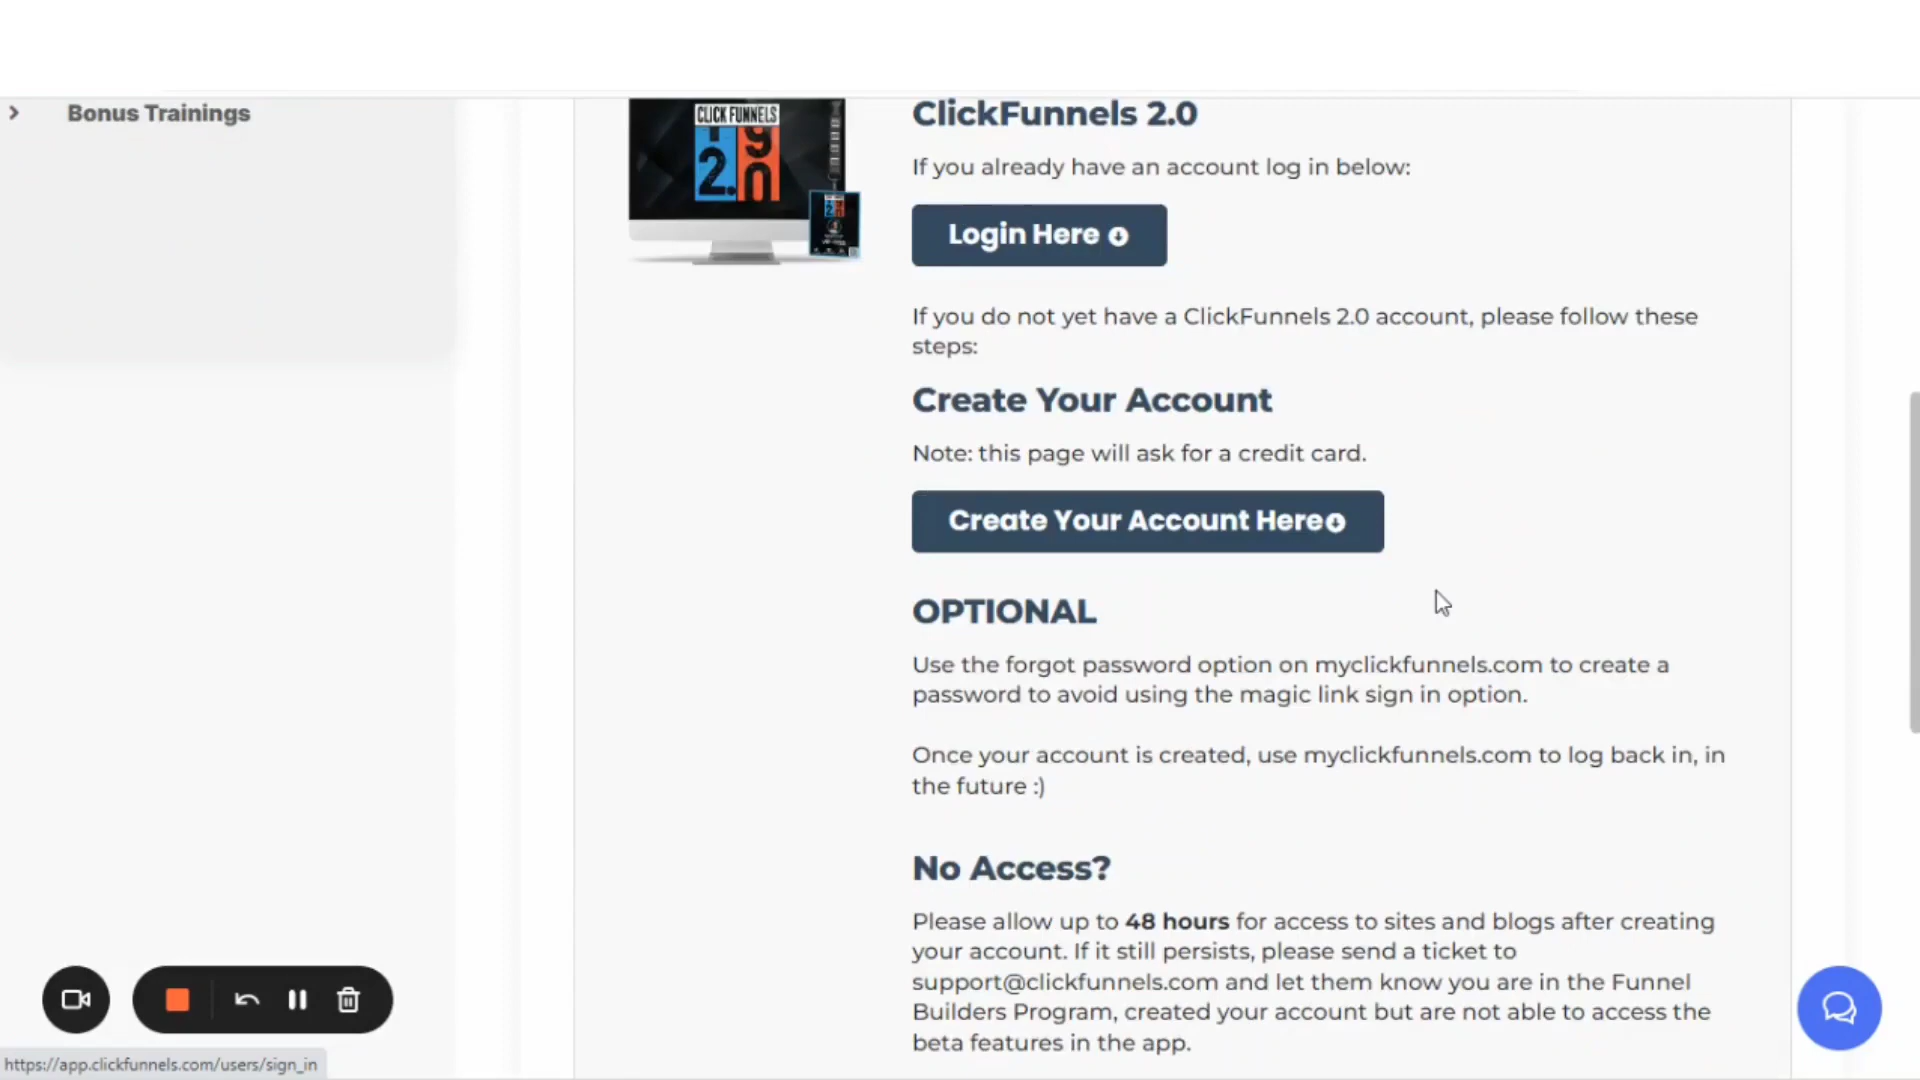 Bonus Trainings
CLICK FUNNELS
2.
ClickFunnels 2.0
If you already have an account log in below:
Login Here
If you do not yet have a ClickFunnels 2.0 account, please follow these
steps:
Create Your Account
Note: this page will ask for a credit card.
Create Your Account Here
OPTIONAL
Use the forgot password option on myclickfunnels.com to create a
password to avoid using the magic link sign in option.
Once your account is created, use myclickfunnels.com to log back in, in
the future :)
No Access?
Please allow up to 48 hours for access to sites and blogs after creating
your account. If it still persists, please send a ticket to
support@clickfunnels.com and let them know you are in the Funnel
Builders Program, created your account but are not able to access the
beta features in the app.
https://app.clickfunnels.com/users/sign_in